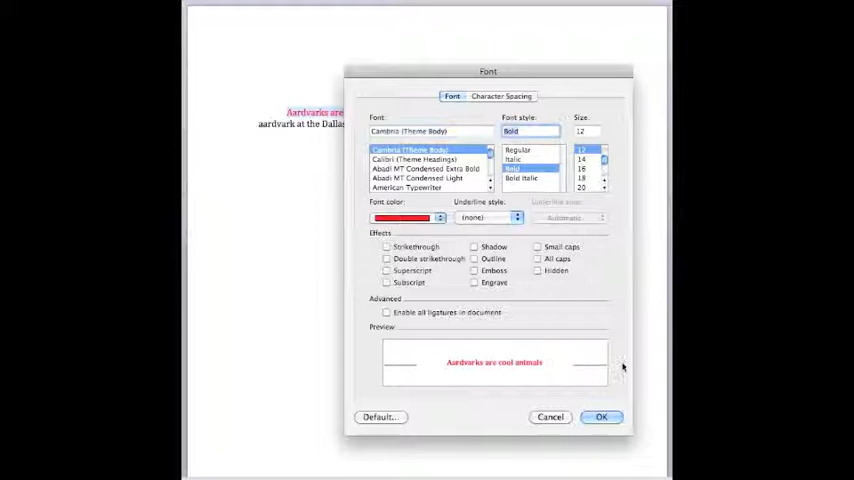 Font
Font Character Spacing
Aardvarks are
aardvark at the Dallas
Font: Font style: Size:
Cambria (Theme Body) Bold 12
Cambria (Theme Body) Regular 12
Calibri (Theme Headings) Italic 14
Abadi MT Condensed Extra Bold Bold 16
Abadi MT Condensed Light Bold Italic 18
American Typewriter 20
Font color: Underline style: Underline color:
(none) Automatic
Effects
Strikethrough Shadow Small caps
Double strikethrough Outline All caps
Superscript Emboss Hidden
Subscript Engrave
Advanced
Enable all ligatures in document
Preview
Aardvarks are cool animals
Default... Cancel OK